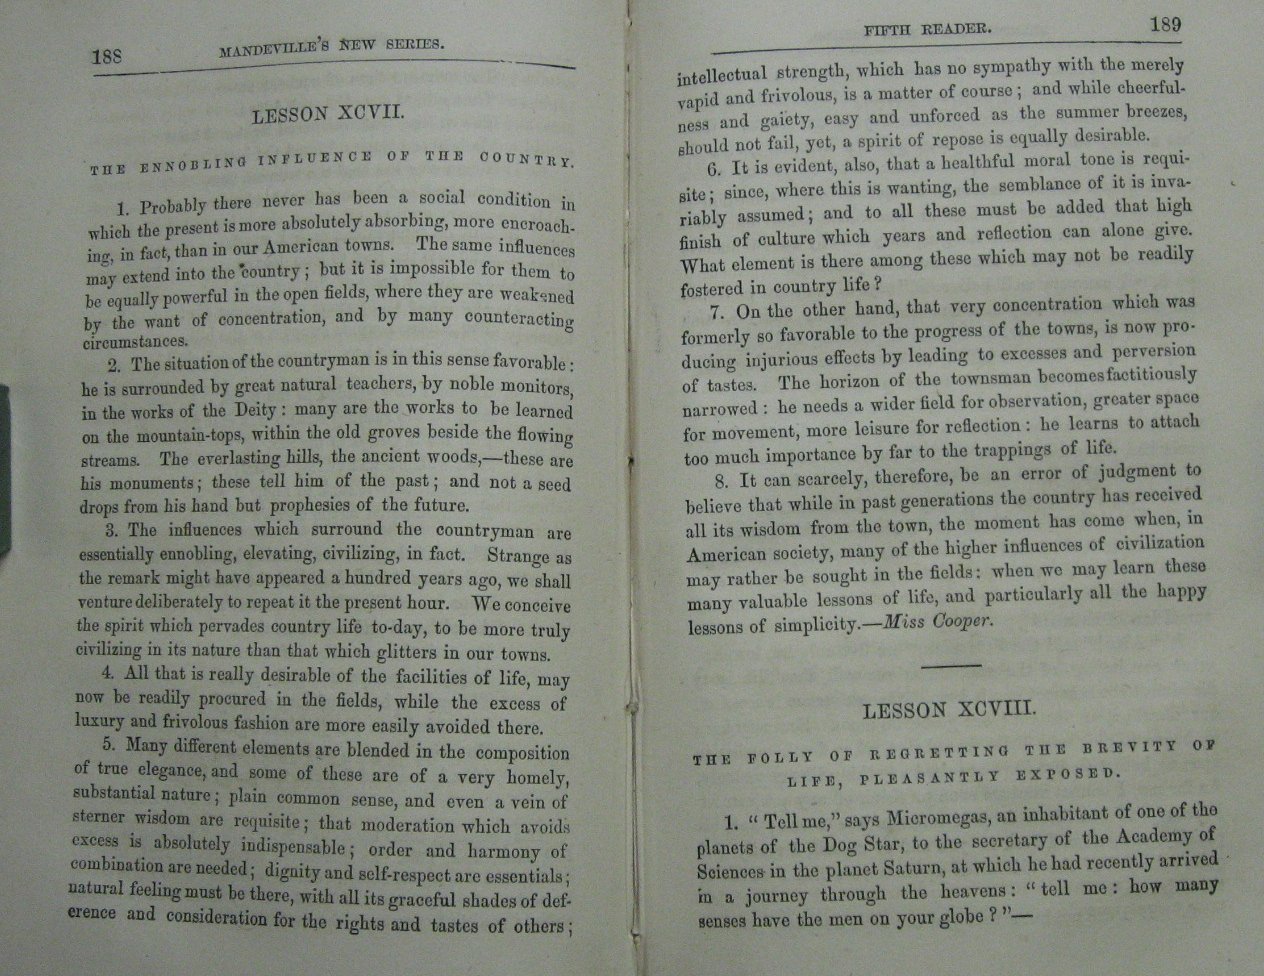 188
MANDEVILLE'S NEW SERIES.
LESSON XCVII.
THE ENNOBLING INFLUENCE OF THE COUNTRY.
1. Probably there never has been a social condition in
which the present is more absolutely absorbing, more encroach-
ing, in fact, than in our American towns. The same influences
may extend into the country; but it is impossible for them to
be equally powerful in the open fields, where they are weakened
by the want of concentration, and by many counteracting
circumstances.
2. The situation of the countryman is in this sense favorable:
he is surrounded by great natural teachers, by noble monitors,
in the works of the Deity: many are the works to be learned
on the mountain-tops, within the old groves beside the flowing
streams. The everlasting hills, the ancient woods,—these are
his monuments; these tell him of the past; and not a seed
drops from his hand but prophesies of the future.
3. The influences which surround the countryman are
essentially ennobling, elevating, civilizing, in fact. Strange as
the remark might have appeared a hundred years ago, we shall
venture deliberately to repeat it the present hour. We conceive
the spirit which pervades country life to-day, to be more truly
civilizing in its nature than that which glitters in our towns.
4. All that is really desirable of the facilities of life, may
now be readily procured in the fields, while the excess of
luxury and frivolous fashion are more easily avoided there.
5. Many different elements are blended in the composition
of true elegance, and some of these are of a very homely,
substantial nature; plain common sense, and even a vein of
sterner wisdom are requisite; that moderation which avoids
excess is absolutely indispensable; order and harmony of
combination are needed; dignity and self-respect are essentials;
natural feeling must be there, with all its graceful shades of def-
erence and consideration for the rights and tastes of others;
FIFTH READER.
189
intellectual strength, which has no sympathy with the merely
vapid and frivolous, is a matter of course; and while cheerful-
ness and gaiety, easy and unforced as the summer breezes,
should not fail, yet, a spirit of repose is equally desirable.
6. It is evident, also, that a healthful moral tone is requi-
site; since, where this is wanting, the semblance of it is inva-
riably assumed; and to all these must be added that high
finish of culture which years and reflection can alone give.
What element is there among these which may not be readily
fostered in country life?
7. On the other hand, that very concentration which was
formerly so favorable to the progress of the towns, is now pro-
ducing injurious effects by leading to excesses and perversion
of tastes. The horizon of the townsman becomes factitiously
narrowed: he needs a wider field for observation, greater space
for movement, more leisure for reflection: he learns to attach
too much importance by far to the trappings of life.
8. It can scarcely, therefore, be an error of judgment to
believe that while in past generations the country has received
all its wisdom from the town, the moment has come when, in
American society, many of the higher influences of civilization
may rather be sought in the fields: when we may learn these
many valuable lessons of life, and particularly all the happy
lessons of simplicity.—Miss Cooper.
LESSON XCVIII.
THE FOLLY OF REGRETTING THE BREVITY OF
LIFE, PLEASANTLY EXPOSED.
1. "Tell me," says Micromegas, an inhabitant of one of the
planets of the Dog Star, to the secretary of the Academy of
Sciences in the planet Saturn, at which he had recently arrived
in a journey through the heavens: "tell me: how many
senses have the men on your globe?"—